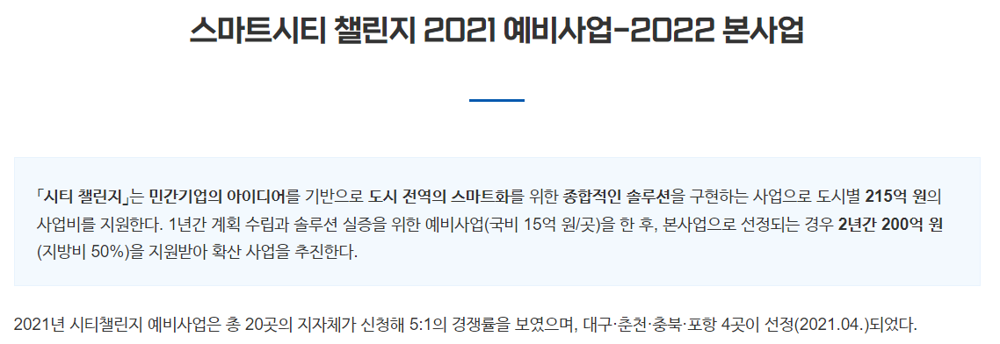 스마트시티 챌린지 2021 예비사업-2022 본사업
「시티 챌린지」는 민간기업의 아이디어를 기반으로 도시 전역의 스마트화를 위한 종합적인 솔루션을 구현하는 사업으로 도시별 215억 원의
사업비를 지원한다. 1년간 계획 수립과 솔루션 실증을 위한 예비사업(국비 15억 원/곳)을 한 후, 본사업으로 선정되는 경우 2년간 200억 원
(지방비 50%)을 지원받아 확산 사업을 추진한다.
2021년 시티챌린지 예비사업은 총 20곳의 지자체가 신청해 5:1의 경쟁률을 보였으며, 대구·춘천·충북·포항 4곳이 선정(2021.04.)되었다.